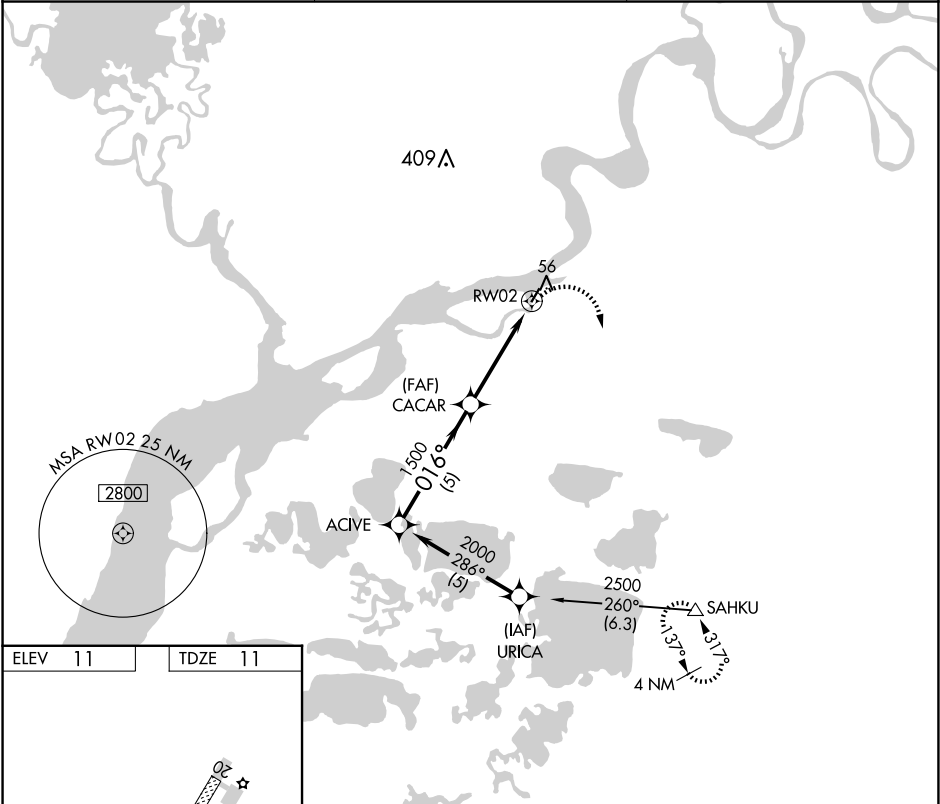 409
56
RW02
(FAF)
CACAR
MSA RW02 25 NM
2800
1500
016°
(5)
ACIVE
2000
286°
(5)
2500
260°
(6.3)
SAHKU
(IAF)
URICA
137°
317°
4 NM
ELEV 11
TDZE 11
20